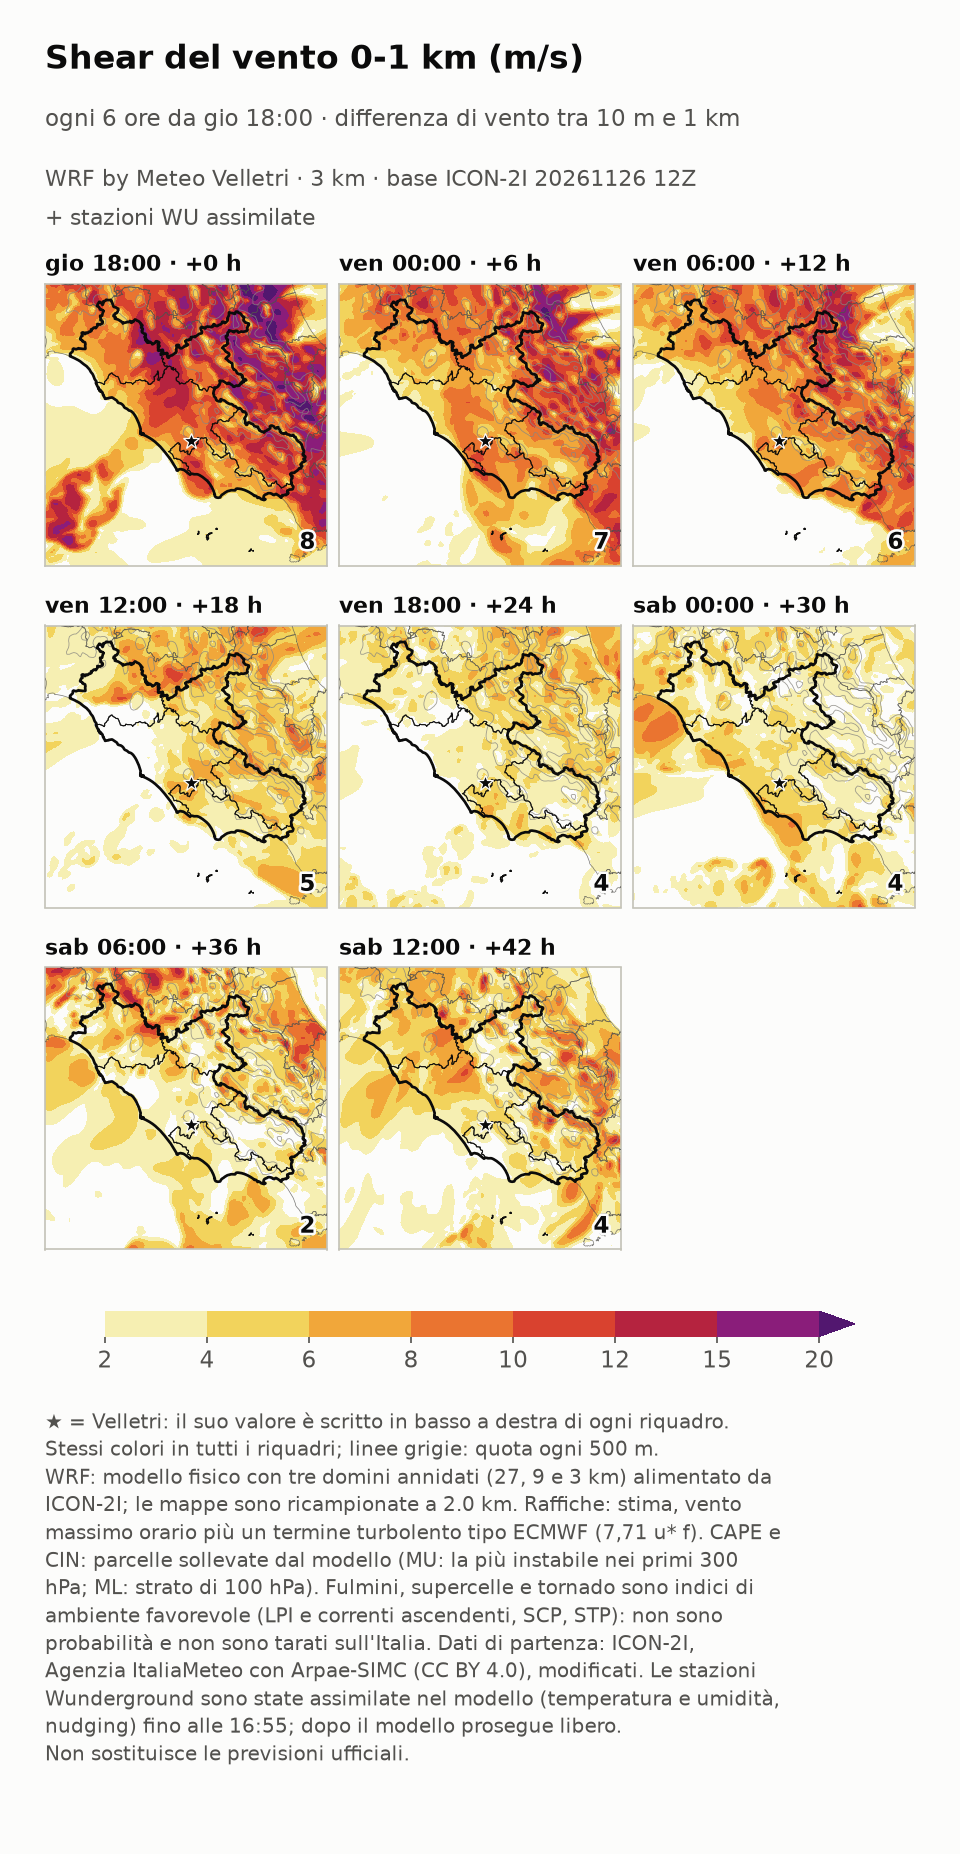 Shear del vento 0-1 km (m/s)
ogni 6 ore da gio 18:00 · differenza di vento tra 10 m e 1 km
WRF by Meteo Velletri · 3 km · base ICON-2I 20261126 12Z
+ stazioni WU assimilate
gio 18:00 · +0 h
ven 00:00 · +6 h
ven 06:00 · +12 h
8
7
6
ven 12:00 · +18 h
ven 18:00 · +24 h
sab 00:00 · +30 h
5
4
4
sab 06:00 · +36 h
sab 12:00 · +42 h
2
4
2 4 6 8 10 12 15 20
★ = Velletri: il suo valore è scritto in basso a destra di ogni riquadro.
Stessi colori in tutti i riquadri; linee grigie: quota ogni 500 m.
WRF: modello fisico con tre domini annidati (27, 9 e 3 km) alimentato da
ICON-2I; le mappe sono ricampionate a 2.0 km. Raffiche: stima, vento
massimo orario più un termine turbolento tipo ECMWF (7,71 u* f). CAPE e
CIN: parcelle sollevate dal modello (MU: la più instabile nei primi 300
hPa; ML: strato di 100 hPa). Fulmini, supercelle e tornado sono indici di
ambiente favorevole (LPI e correnti ascendenti, SCP, STP): non sono
probabilità e non sono tarati sull'Italia. Dati di partenza: ICON-2I,
Agenzia ItaliaMeteo con Arpae-SIMC (CC BY 4.0), modificati. Le stazioni
Wunderground sono state assimilate nel modello (temperatura e umidità,
nudging) fino alle 16:55; dopo il modello prosegue libero.
Non sostituisce le previsioni ufficiali.